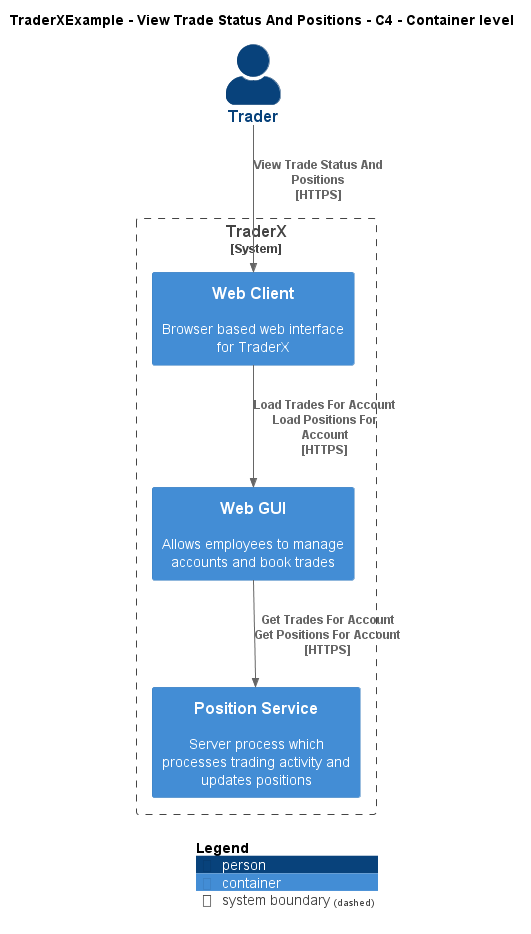 TraderXExample - View Trade Status And Positions - C4 - Container level
Trader
View Trade Status And
Positions
[HTTPS]
TraderX
[System]
Web Client
Browser based web interface
for TraderX
Load Trades For Account
Load Positions For
Account
[HTTPS]
Web GUI
Allows employees to manage
accounts and book trades
Get Trades For Account
Get Positions For Account
[HTTPS]
Position Service
Server process which
processes trading activity and
updates positions
Legend
person
container
system boundary (dashed)